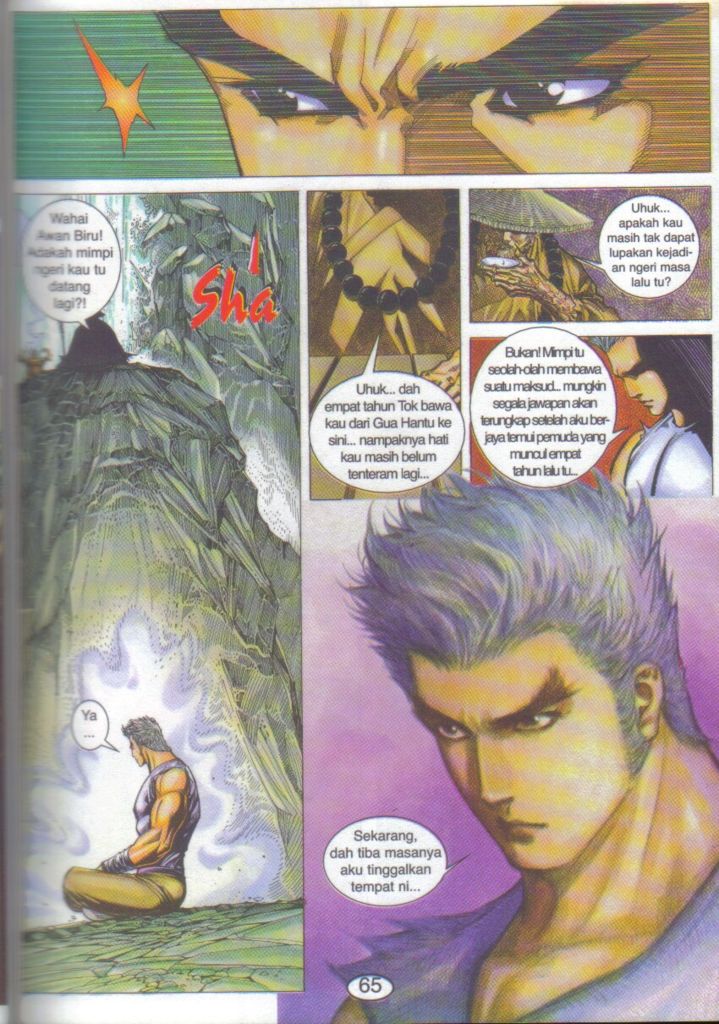 Wahai
Awan Biru!
Adakah mimpi
ngeri kau tu
datang
lagi?!
Sha
Ya
...
Uhuk... dah
empat tahun Tok bawa
kau dari Gua Hantu ke
sini... nampaknya hati
kau masih belum
tenteram lagi...
Uhuk...
apakah kau
masih tak dapat
lupakan kejadi-
an ngeri masa
lalu tu?
Bukan! Mimpi tu
seolah-olah membawa
suatu maksud... mungkin
segala jawapan akan
terungkap setelah aku ber-
jaya temui pemuda yang
muncul empat
tahun lalu tu...
Sekarang,
dah tiba masanya
aku tinggalkan
tempat ni...
65